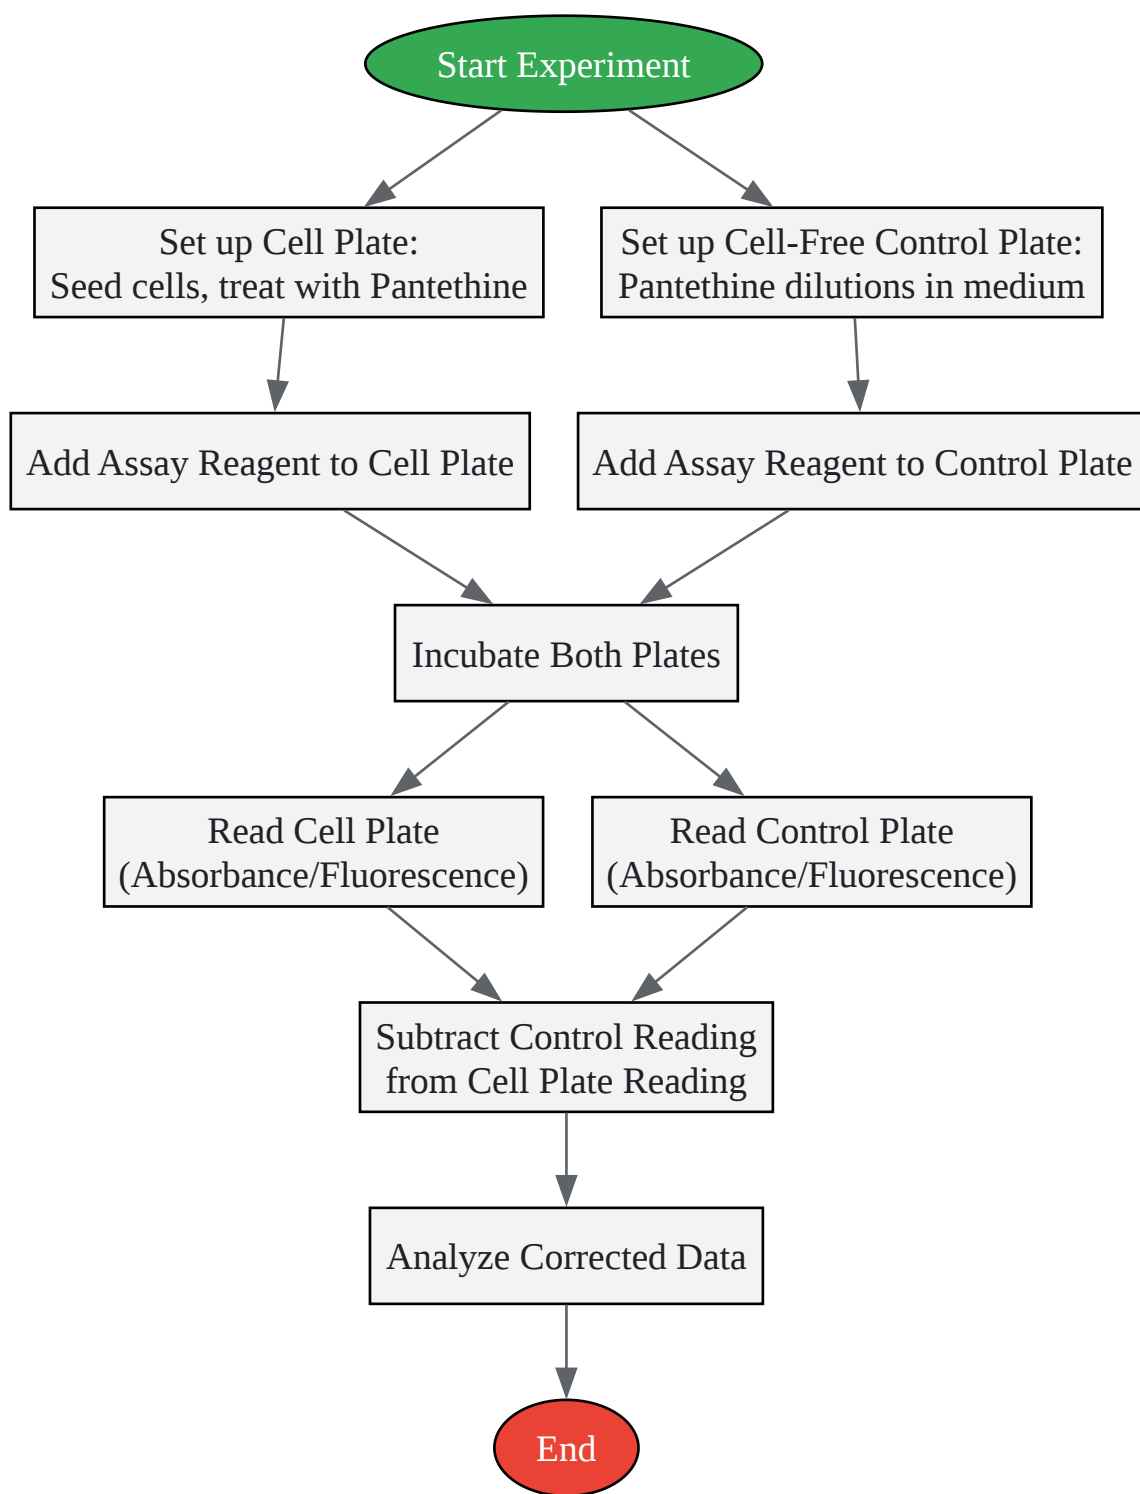 Start Experiment
Set up Cell Plate:
Seed cells, treat with Pantethine
Set up Cell-Free Control Plate:
Pantethine dilutions in medium
Add Assay Reagent to Cell Plate
Add Assay Reagent to Control Plate
Incubate Both Plates
Read Cell Plate
(Absorbance/Fluorescence)
Read Control Plate
(Absorbance/Fluorescence)
Subtract Control Reading
from Cell Plate Reading
Analyze Corrected Data
End